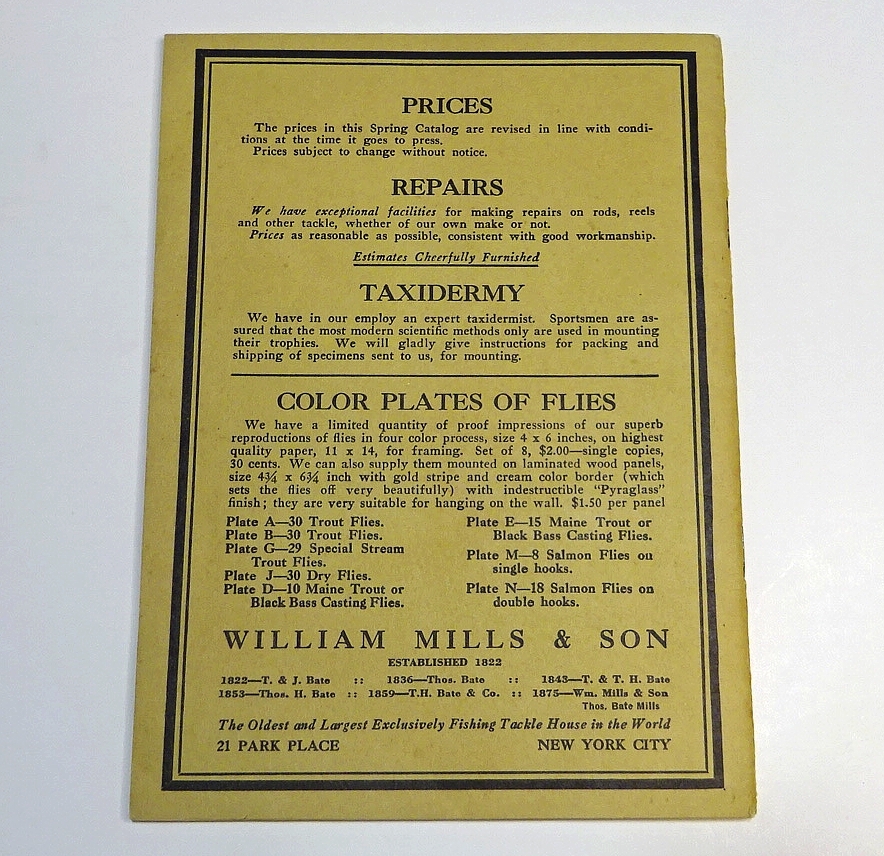 PRICES
The prices in this Spring Catalog are revised in line with condi-
tions at the time it goes to press.
Prices subject to change without notice.
REPAIRS
We have exceptional facilities for making repairs on rods, reels
and other tackle, whether of our own make or not.
Prices as reasonable as possible, consistent with good workmanship.
Estimates Cheerfully Furnished
TAXIDERMY
We have in our employ an expert taxidermist. Sportsmen are as-
sured that the most modern scientific methods only are used in mounting
their trophies. We will gladly give instructions for packing and
shipping of specimens sent to us, for mounting.
COLOR PLATES OF FLIES
We have a limited quantity of proof impressions of our superb
reproductions of flies in four color process, size 4 x 6 inches, on highest
quality paper, 11 x 14, for framing. Set of 8, $2.00—single copies,
30 cents. We can also supply them mounted on laminated wood panels,
size 4¾ x 6¾ inch with gold stripe and cream color border (which
sets the flies off very beautifully) with indestructible "Pyraglass"
finish; they are very suitable for hanging on the wall. $1.50 per panel
Plate A—30 Trout Flies.
Plate B—30 Trout Flies.
Plate G—29 Special Stream
Trout Flies.
Plate J—30 Dry Flies.
Plate D—10 Maine Trout or
Black Bass Casting Flies.
Plate E—15 Maine Trout or
Black Bass Casting Flies.
Plate M—8 Salmon Flies on
single hooks.
Plate N—18 Salmon Flies on
double hooks.
WILLIAM MILLS & SON
ESTABLISHED 1822
1822—T. & J. Bate :: 1836—Thos. Bate :: 1843—T. & T. H. Bate
1853—Thos. H. Bate :: 1859—T.H. Bate & Co. :: 1875—Wm. Mills & Son
Thos. Bate Mills
The Oldest and Largest Exclusively Fishing Tackle House in the World
21 PARK PLACE NEW YORK CITY